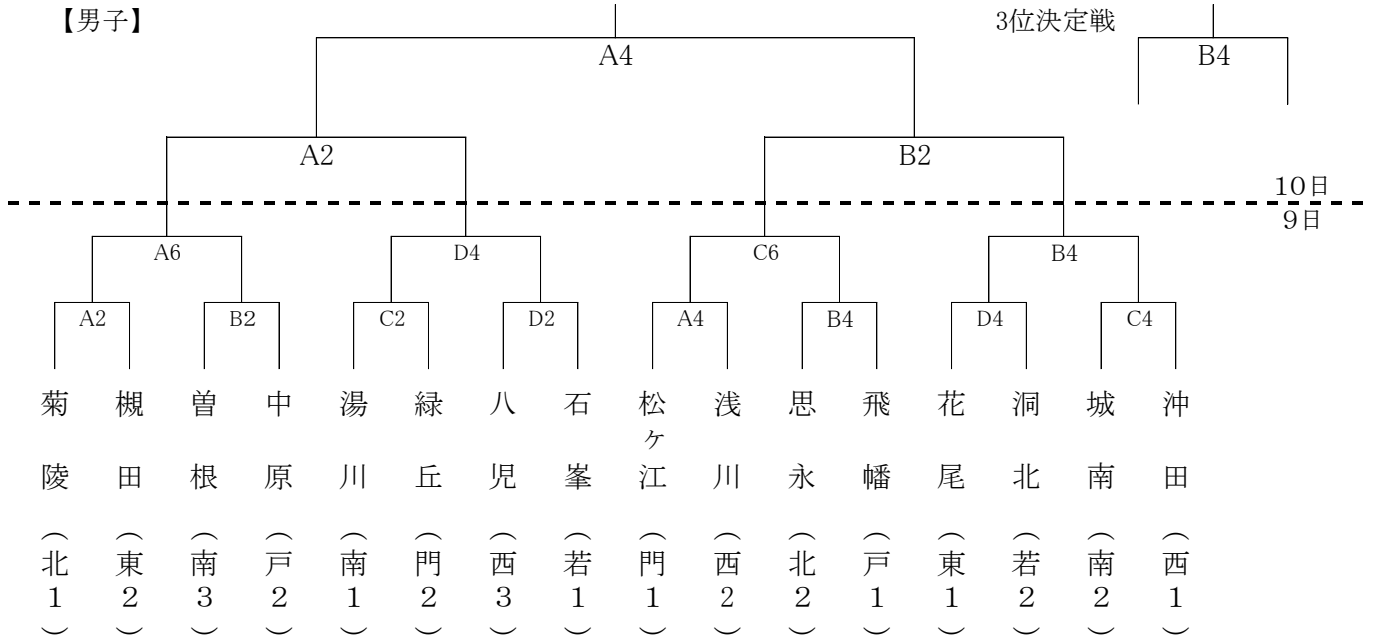 【男子】
3位決定戦
A4
B4
A2
B2
10日
9日
A6
D4
C6
B4
A2
B2
C2
D2
A4
B4
D4
C4
菊陵（北1）
槻田（東2）
曽根（南3）
中原（戸2）
湯川（南1）
緑丘（門2）
八児（西3）
石峯（若1）
松ヶ江（門1）
浅川（西2）
思永（北2）
飛幡（戸1）
花尾（東1）
洞北（若2）
城南（南2）
沖田（西1）